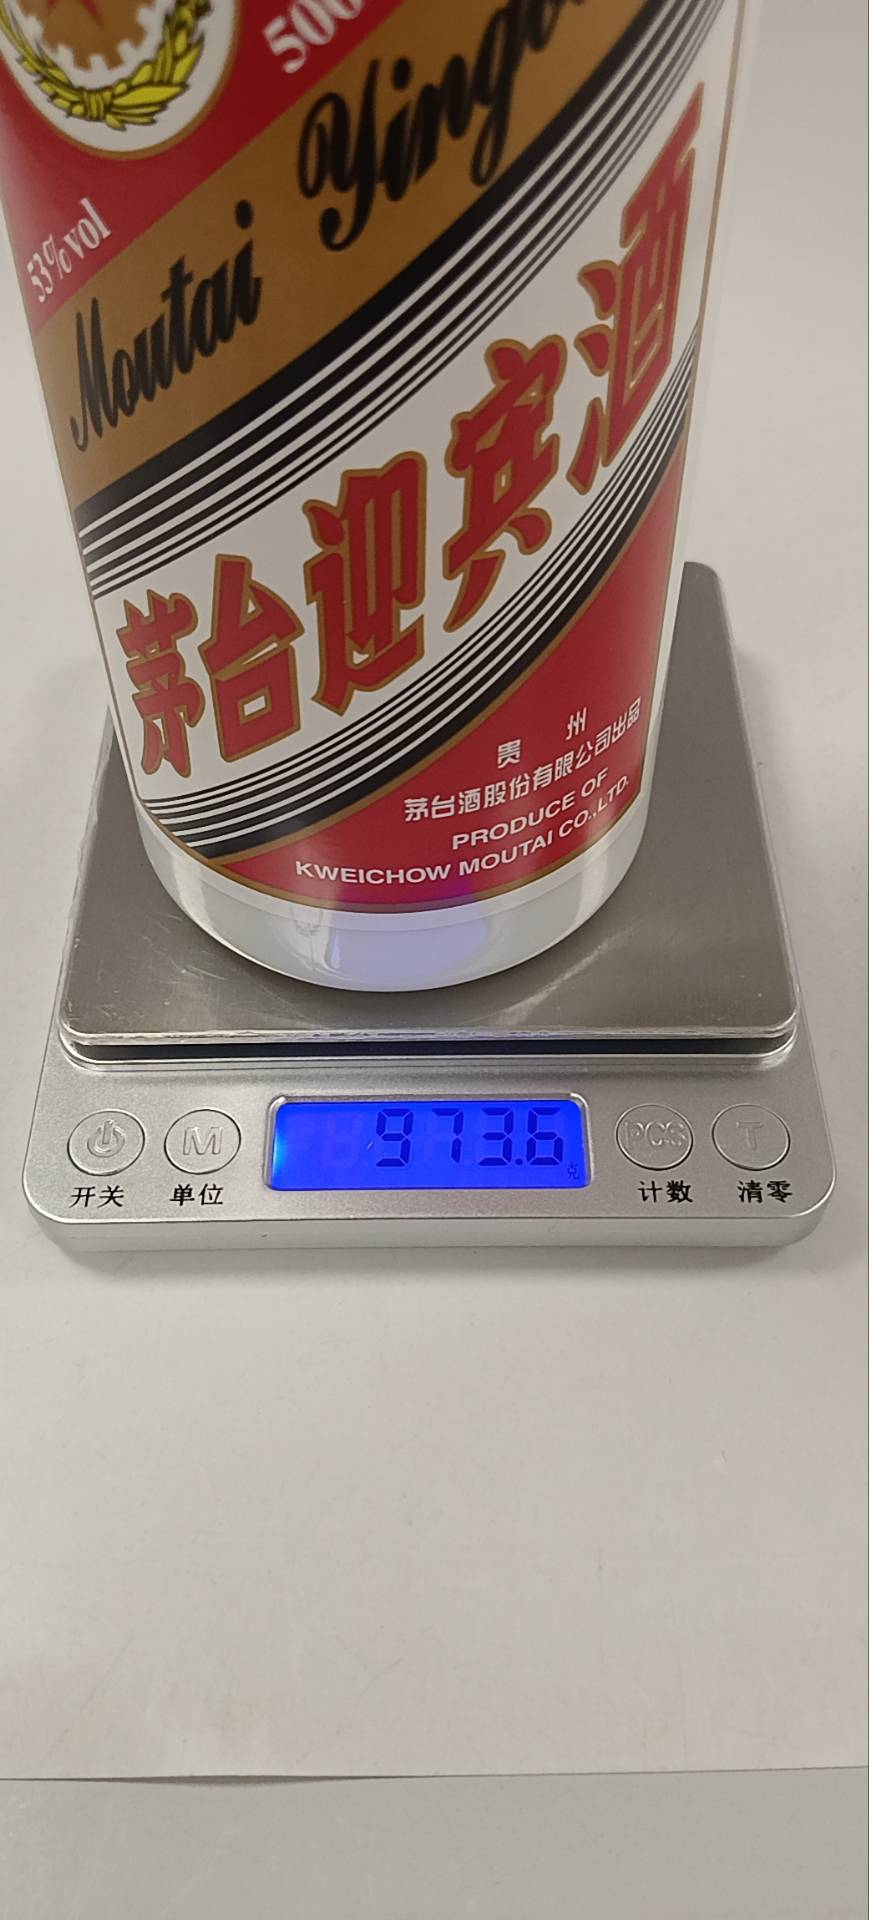 500
53%vol
Moutai Yingbin
茅台迎宾酒
贵 州
茅台酒股份有限公司出品
PRODUCE OF
KWEICHOW MOUTAI CO.,LTD.
973.6
克
M
PCS
T
开关
单位
计数
清零